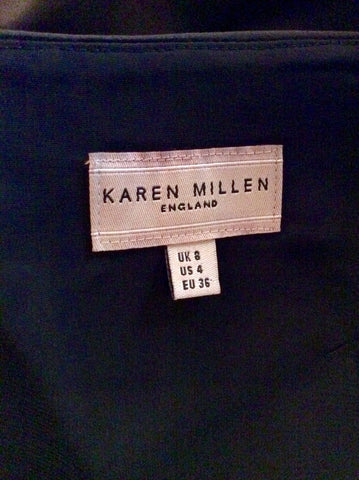 KAREN MILLEN
ENGLAND
UK 8
US 4
EU 36